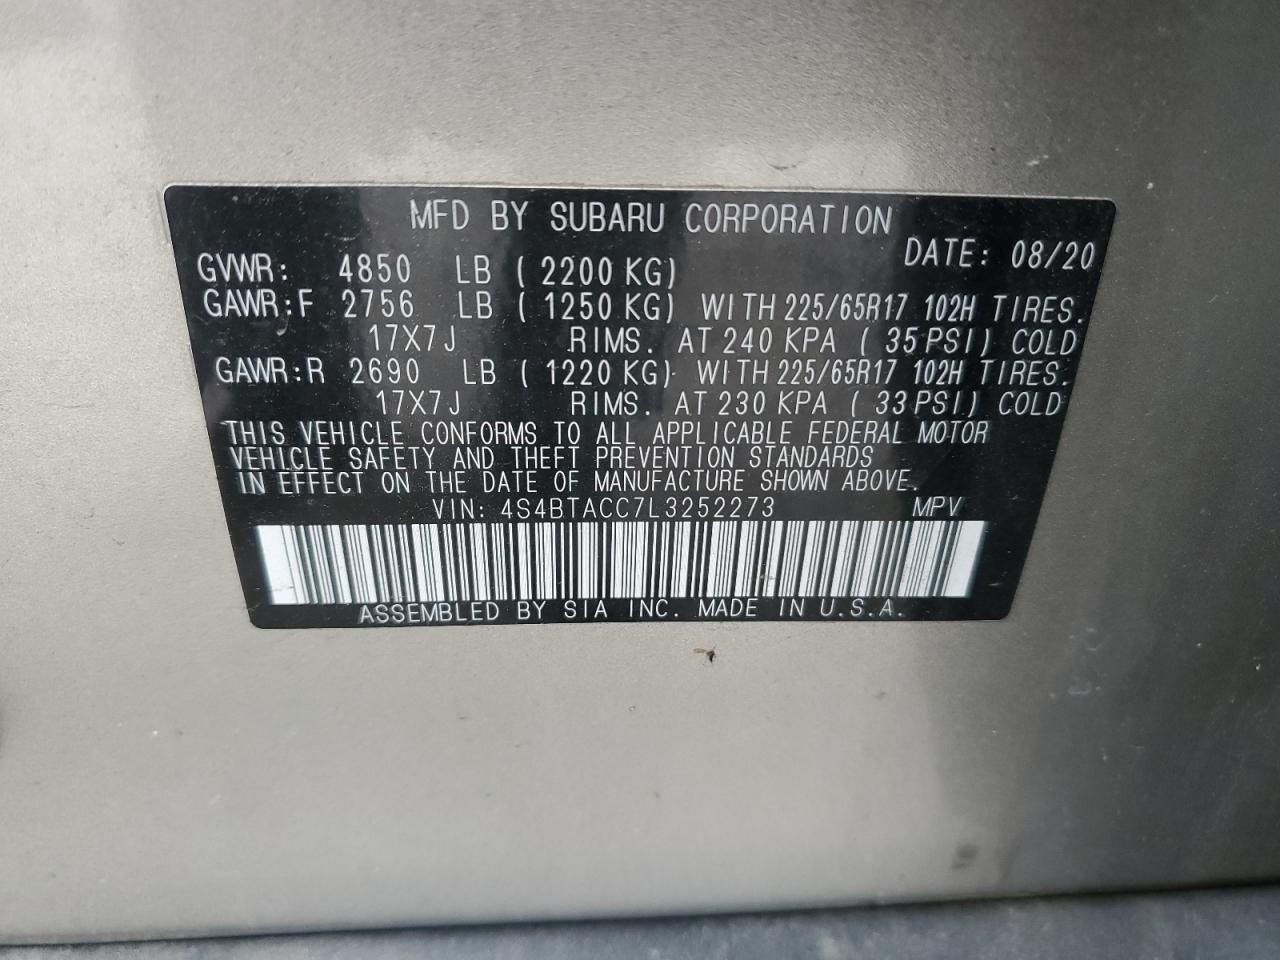 MFD BY SUBARU CORPORATION
DATE: 08/20
GVWR: 4850 LB ( 2200 KG)
GAWR:F 2756 LB ( 1250 KG) WITH 225/65R17 102H TIRES.
17X7J RIMS. AT 240 KPA ( 35 PSI) COLD
GAWR:R 2690 LB ( 1220 KG) WITH 225/65R17 102H TIRES.
17X7J RIMS. AT 230 KPA ( 33 PSI) COLD
THIS VEHICLE CONFORMS TO ALL APPLICABLE FEDERAL MOTOR
VEHICLE SAFETY AND THEFT PREVENTION STANDARDS
IN EFFECT ON THE DATE OF MANUFACTURE SHOWN ABOVE.
VIN: 4S4BTACC7L3252273 MPV
ASSEMBLED BY SIA INC. MADE IN U.S.A.